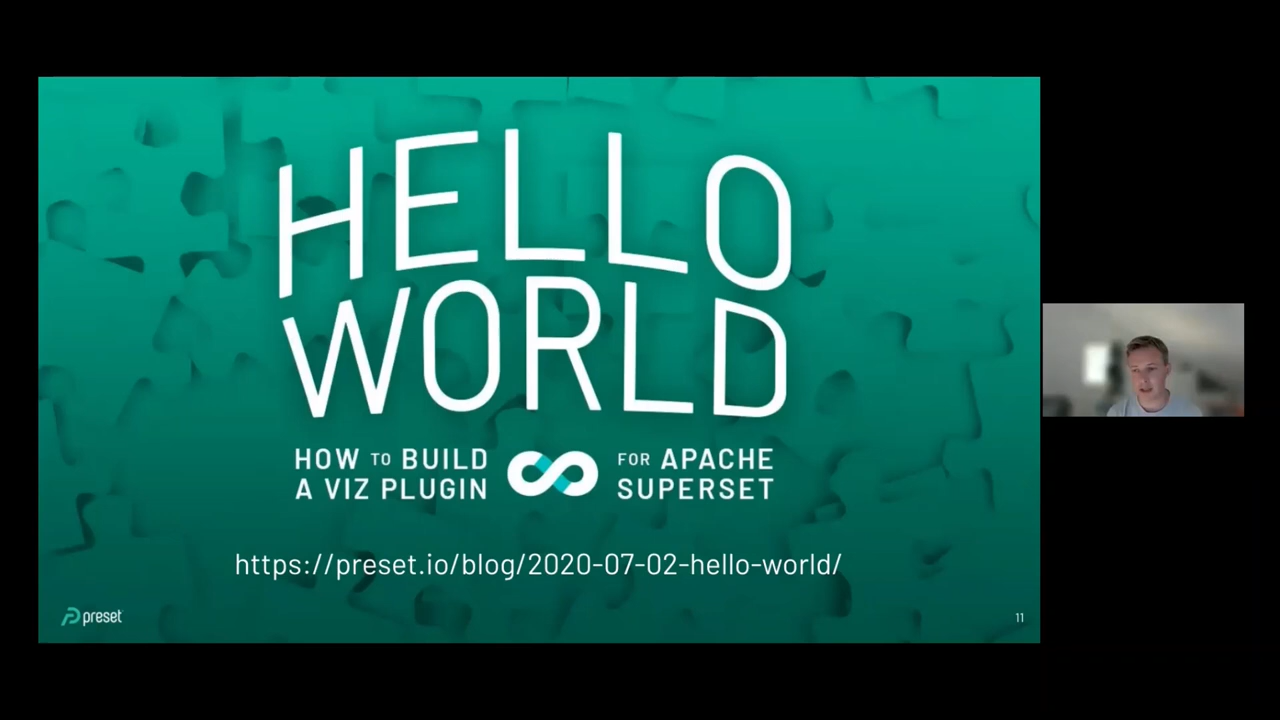 HELLO
WORLD
HOW TO BUILD
A VIZ PLUGIN
FOR APACHE
SUPERSET
https://preset.io/blog/2020-07-02-hello-world/
preset
11